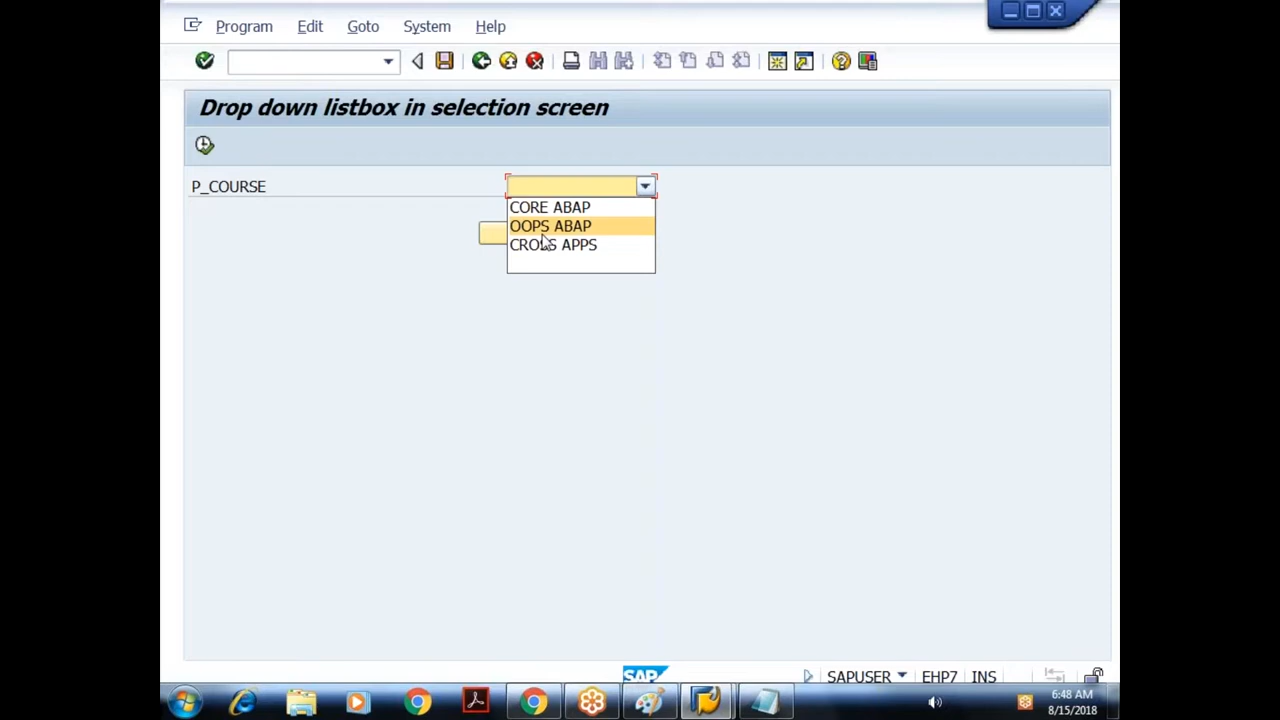 Program Edit Goto System Help
Drop down listbox in selection screen
P_COURSE
CORE ABAP
OOPS ABAP
CROSS APPS
SAP
SAPUSER EHP7 INS
6:48 AM
8/15/2018